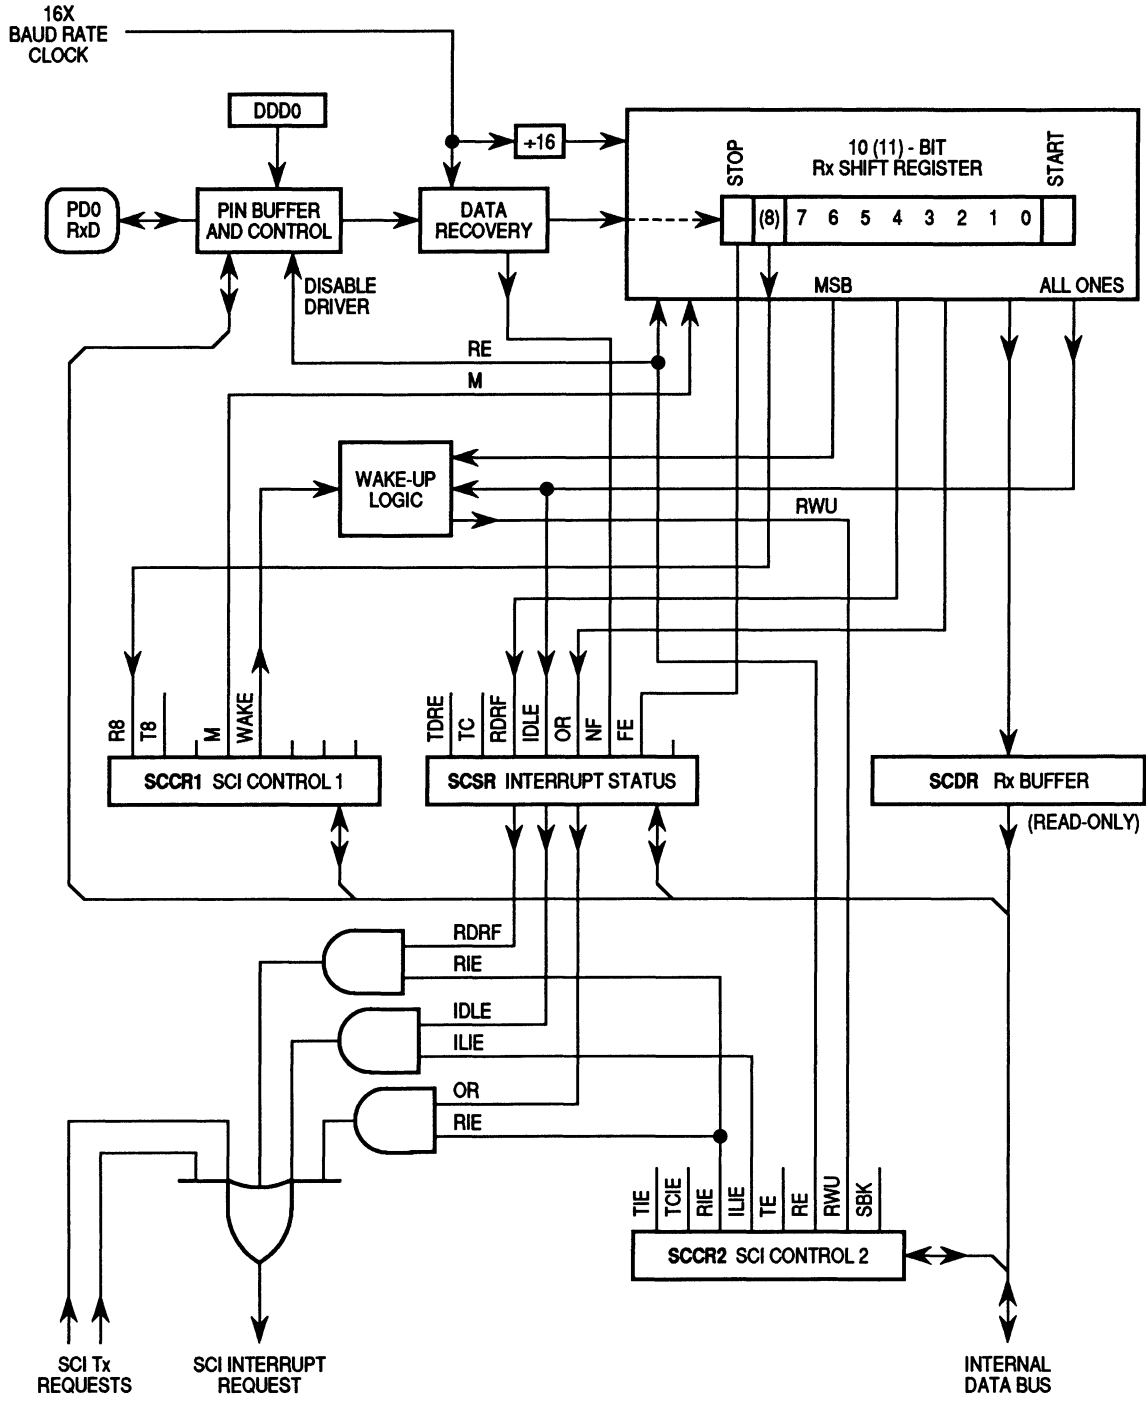 16X
BAUD RATE
CLOCK
DDD0
÷16
10 (11) - BIT
Rx SHIFT REGISTER
STOP
START
(8) 7 6 5 4 3 2 1 0
PD0
RxD
PIN BUFFER
AND CONTROL
DATA
RECOVERY
MSB
ALL ONES
DISABLE
DRIVER
RE
M
WAKE-UP
LOGIC
RWU
R8
T8
M
WAKE
TDRE
TC
RDRF
IDLE
OR
NF
FE
SCCR1 SCI CONTROL 1
SCSR INTERRUPT STATUS
SCDR Rx BUFFER
(READ-ONLY)
RDRF
RIE
IDLE
ILIE
OR
RIE
TIE
TCIE
RIE
ILIE
TE
RE
RWU
SBK
SCCR2 SCI CONTROL 2
SCI Tx
REQUESTS
SCI INTERRUPT
REQUEST
INTERNAL
DATA BUS